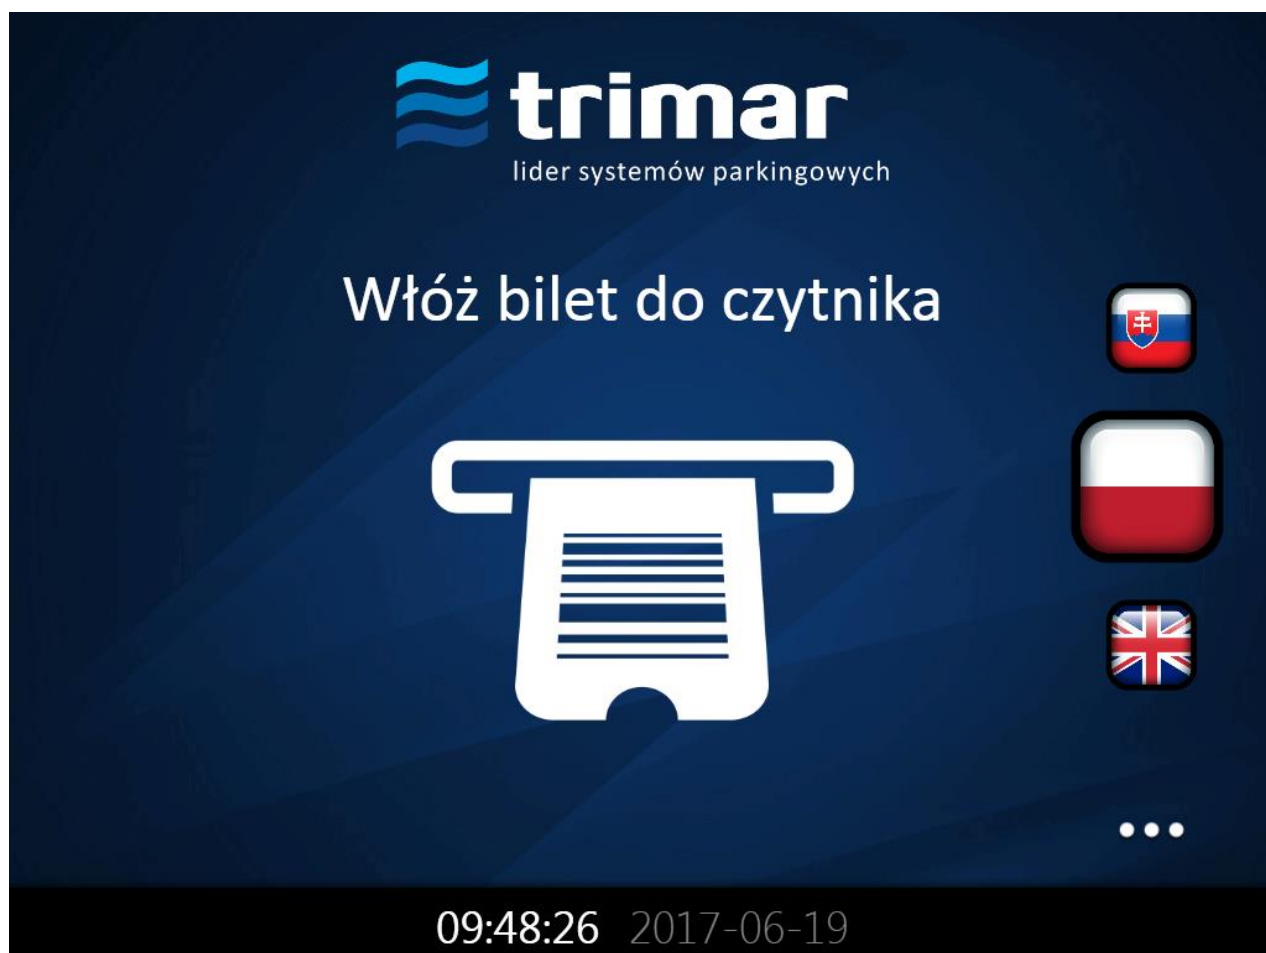 trimar
lider systemów parkingowych
Włóż bilet do czytnika
09:48:26 2017-06-19